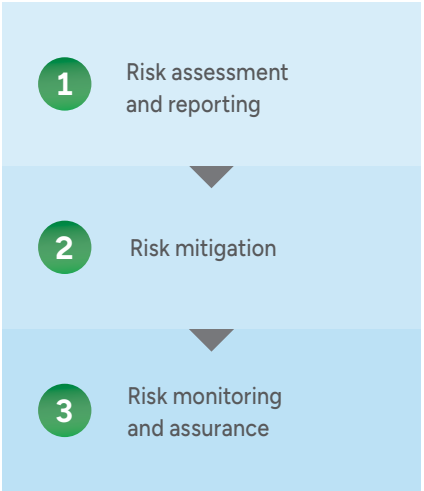 1
Risk assessment
and reporting
2
Risk mitigation
3
Risk monitoring
and assurance